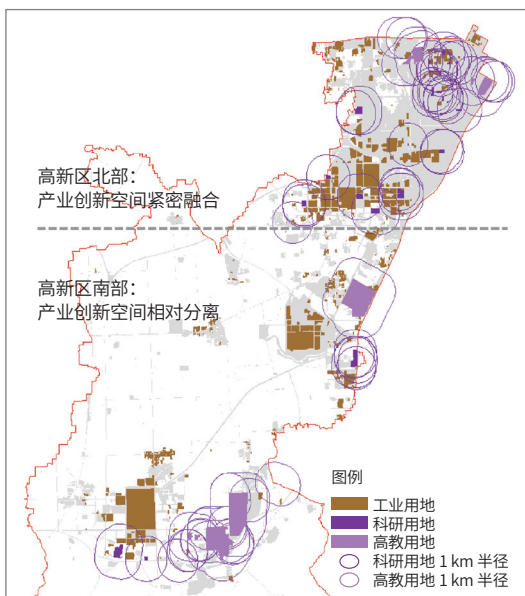 高新区北部：
产业创新空间紧密融合
高新区南部：
产业创新空间相对分离
图例
工业用地
科研用地
高教用地
科研用地 1 km 半径
高教用地 1 km 半径